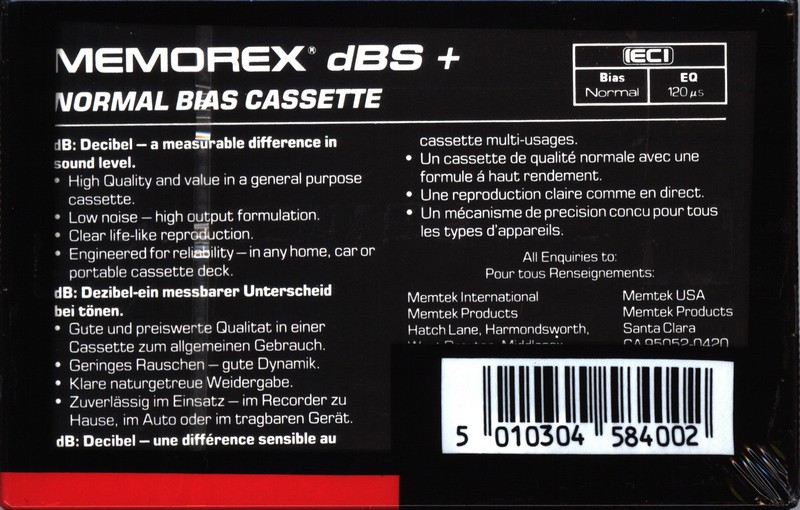 MEMOREX® dBS +
NORMAL BIAS CASSETTE
IECI
Bias
Normal
EQ
120 µs
dB: Decibel – a measurable difference in
sound level.
• High Quality and value in a general purpose
cassette.
• Low noise – high output formulation.
• Clear life-like reproduction.
• Engineered for reliability – in any home, car or
portable cassette deck.
dB: Dezibel-ein messbarer Unterscheid
bei tönen.
• Gute und preiswerte Qualitat in einer
Cassette zum allgemeinen Gebrauch.
• Geringes Rauschen – gute Dynamik.
• Klare naturgetreue Weidergabe.
• Zuverlässig im Einsatz – im Recorder zu
Hause, im Auto oder im tragbaren Gerät.
dB: Decibel – une différence sensible au
cassette multi-usages.
• Un cassette de qualité normale avec une
formule á haut rendement.
• Une reproduction claire comme en direct.
• Un mécanisme de precision concu pour tous
les types d'appareils.
All Enquiries to:
Pour tous Renseignements:
Memtek International
Memtek Products
Hatch Lane, Harmondsworth,
Memtek USA
Memtek Products
Santa Clara
CA 95052-0420
5 010304 584002